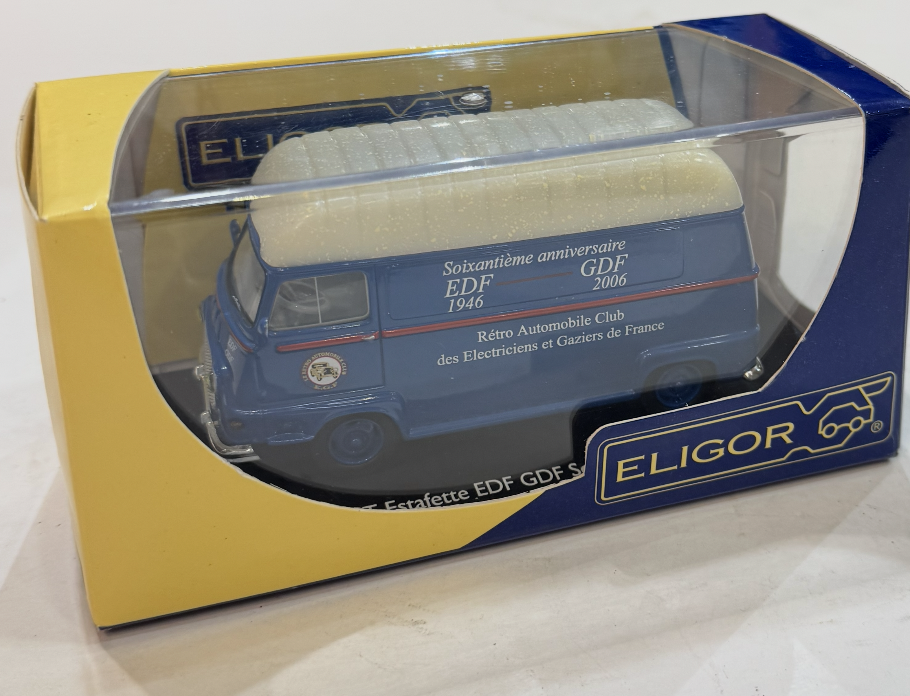 ELIGOR
Soixantième anniversaire
EDF GDF
1946 2006
Rétro Automobile Club
des Electriciens et Gaziers de France
Estafette EDF GDF
ELIGOR ®